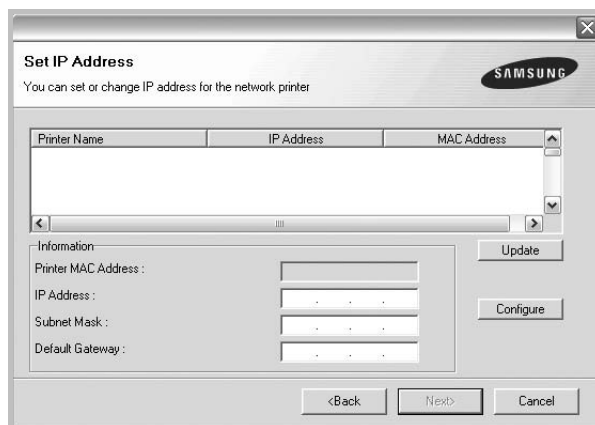 Set IP Address
You can set or change IP address for the network printer
SAMSUNG
Printer Name IP Address MAC Address
Information
Update
Printer MAC Address :
IP Address :
Configure
Subnet Mask :
Default Gateway :
<Back Next> Cancel